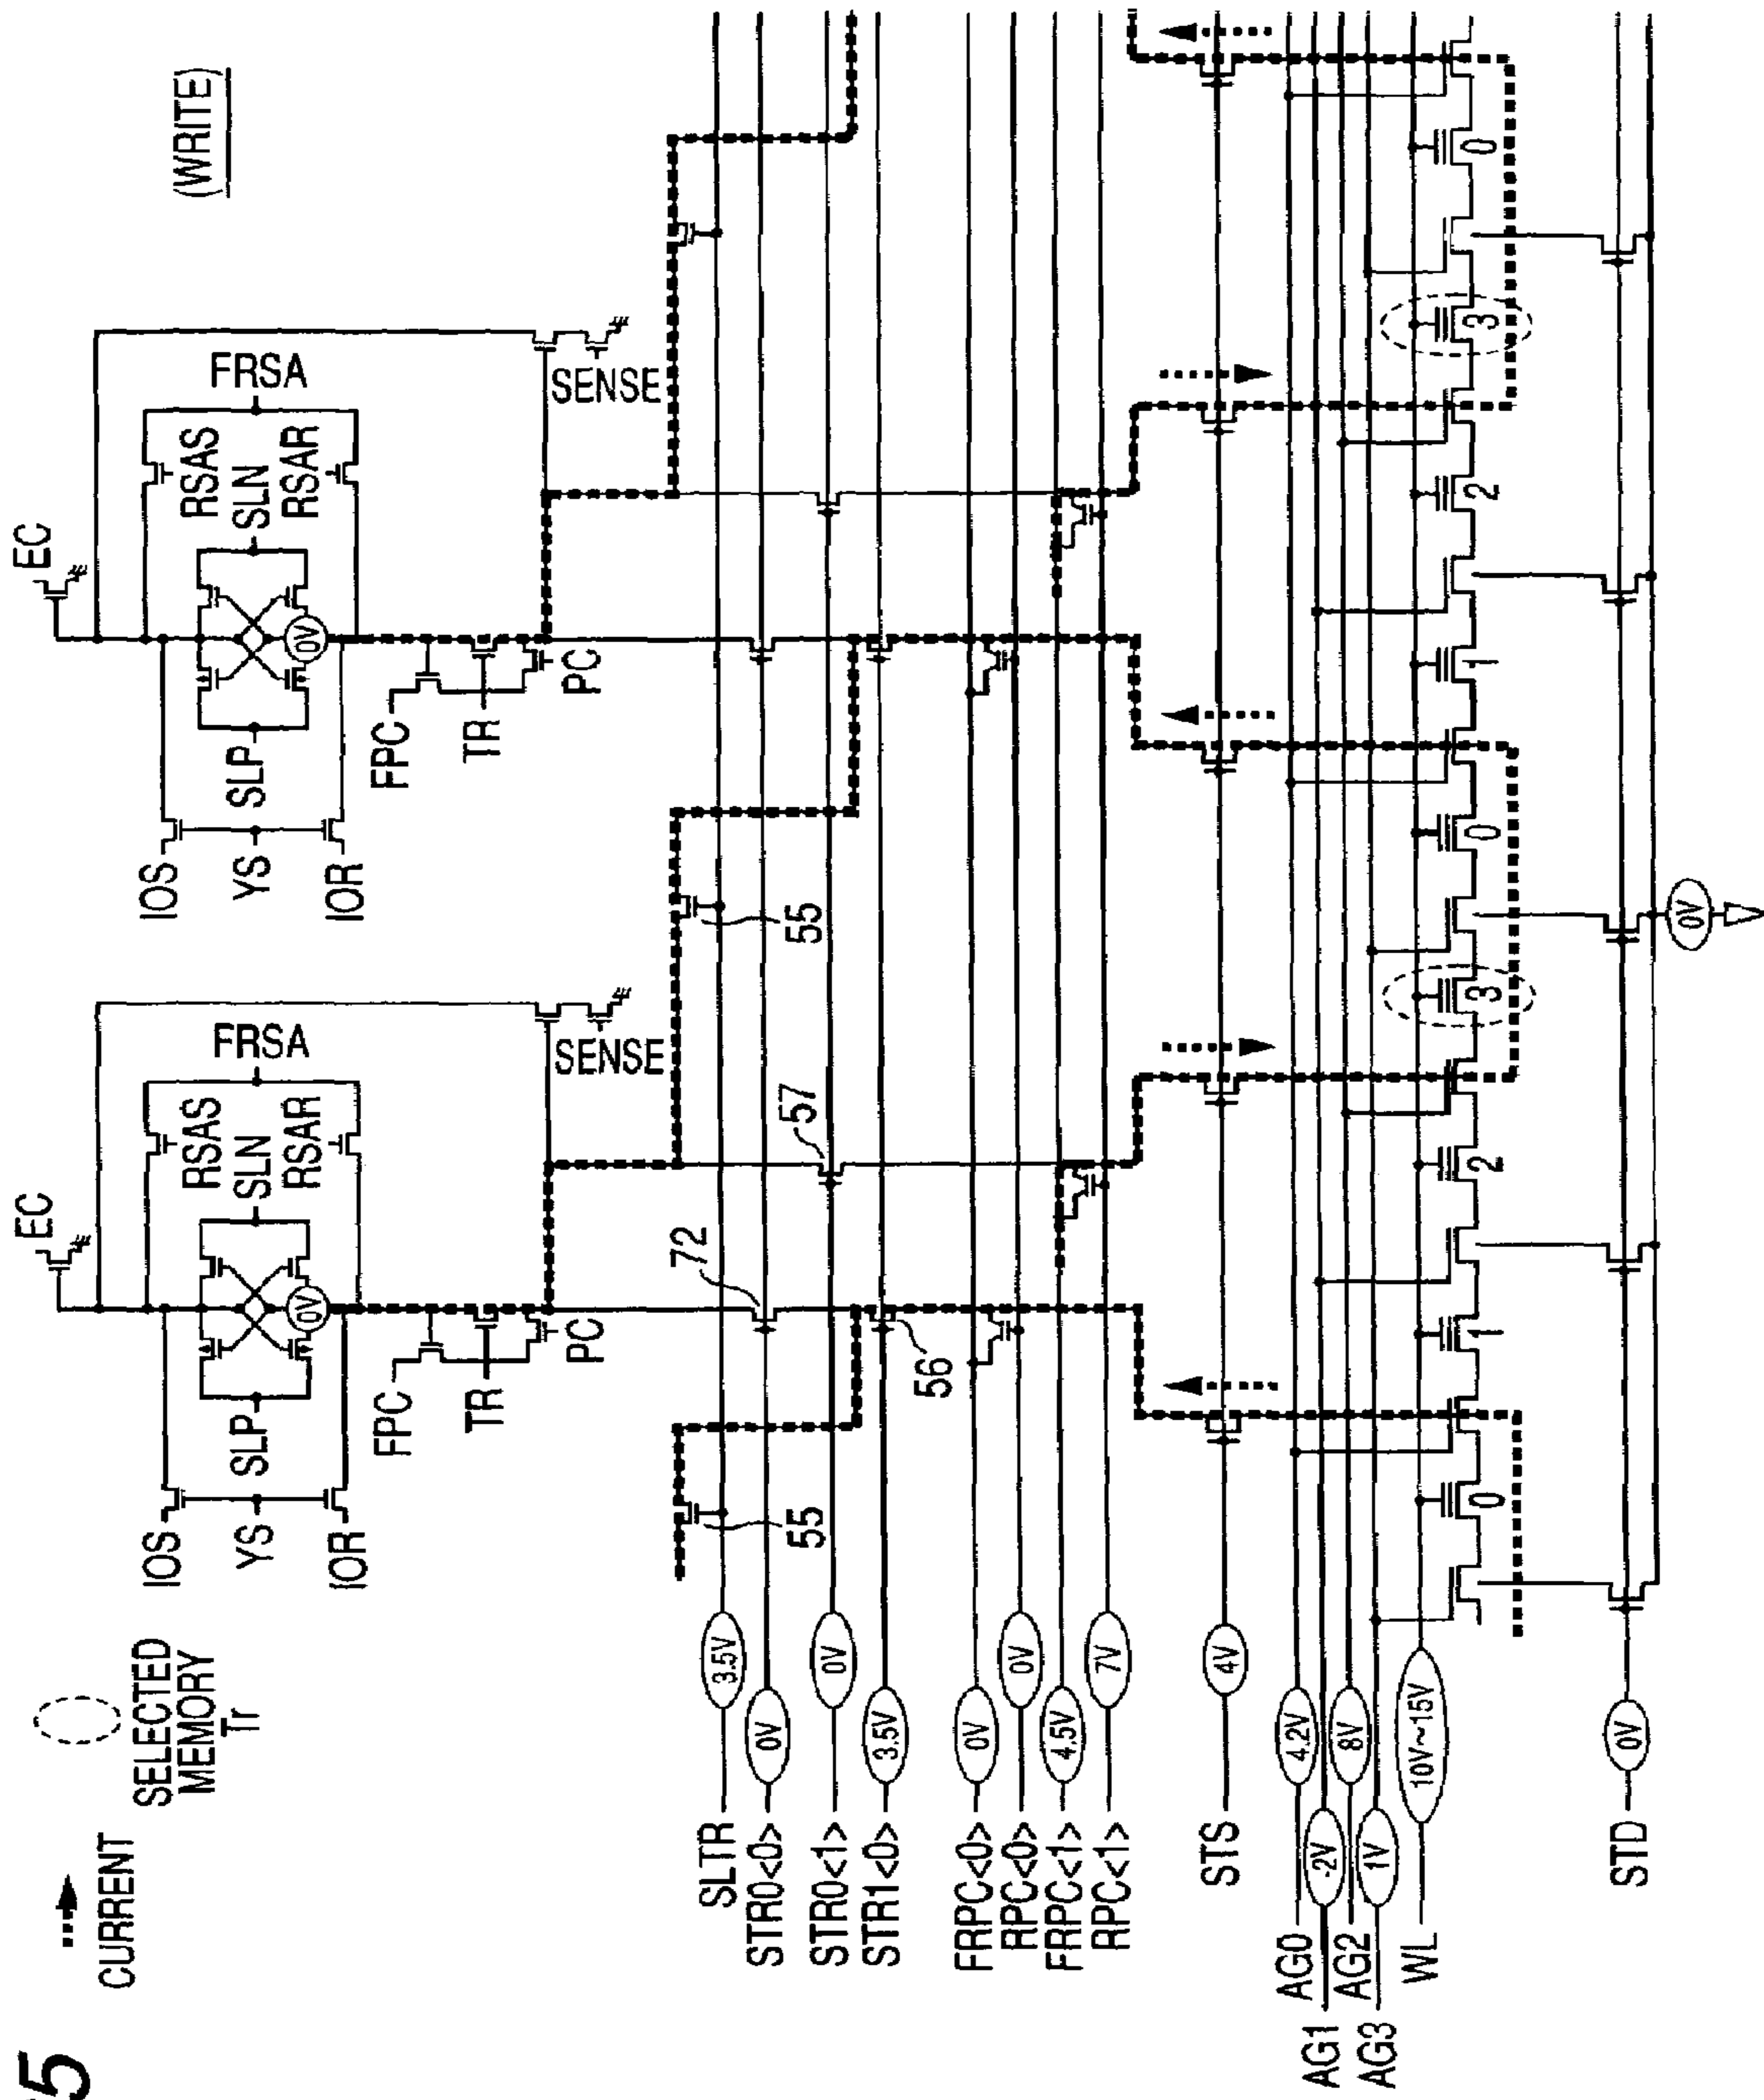 5
CURRENT
SELECTED
MEMORY
Tr
(WRITE)
EC
EC
FRSA
FRSA
RSAS
RSAS
SLN
SLN
RSAR
RSAR
0V
0V
SLP
SLP
IOS
IOS
YS
YS
IOR
IOR
SENSE
SENSE
FPC
FPC
TR
TR
PC
PC
55
55
72
57
56
SLTR
3.5V
STR0<0>
0V
STR0<1>
0V
STR1<0>
3.5V
FRPC<0>
0V
RPC<0>
0V
FRPC<1>
4.5V
RPC<1>
7V
STS
4V
AG0
4.2V
AG1
-2V
AG2
8V
AG3
1V
WL
10V~15V
0
1
2
3
0
1
2
3
0
STD
0V
0V